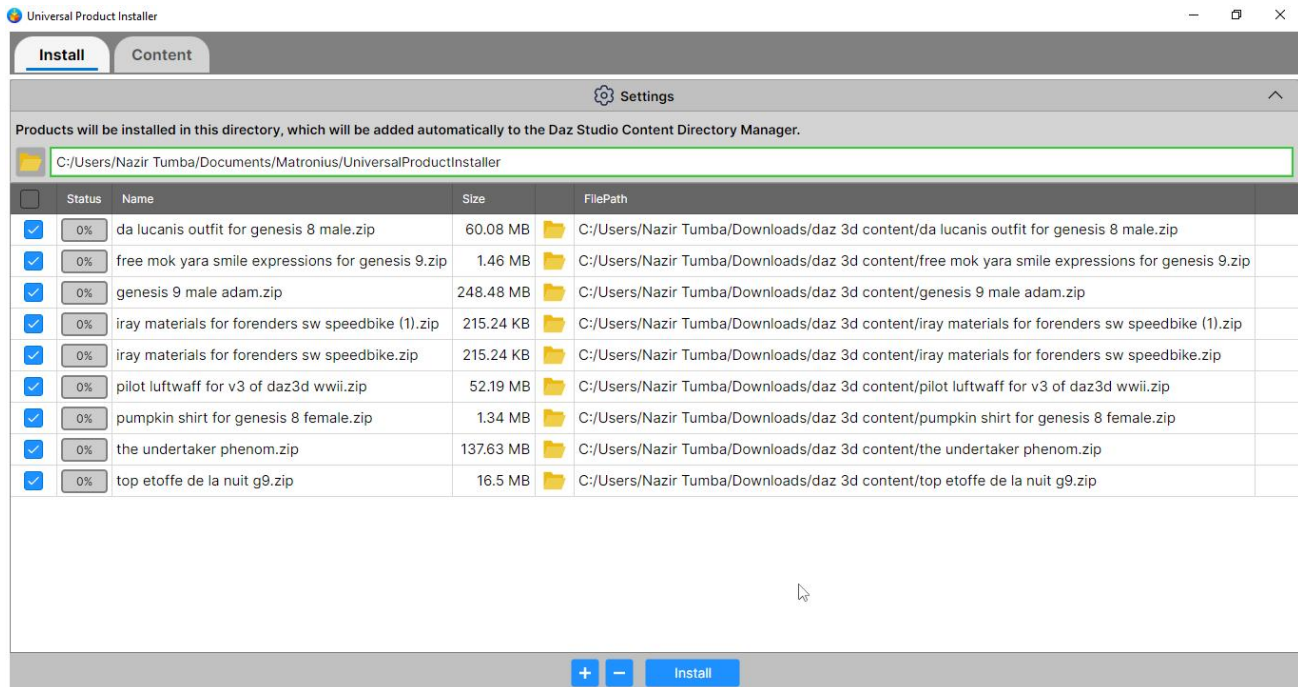 Universal Product Installer
Install Content
Settings
Products will be installed in this directory, which will be added automatically to the Daz Studio Content Directory Manager.
C:/Users/Nazir Tumba/Documents/Matronius/UniversalProductInstaller
Status Name Size FilePath
0% da lucanis outfit for genesis 8 male.zip 60.08 MB C:/Users/Nazir Tumba/Downloads/daz 3d content/da lucanis outfit for genesis 8 male.zip
0% free mok yara smile expressions for genesis 9.zip 1.46 MB C:/Users/Nazir Tumba/Downloads/daz 3d content/free mok yara smile expressions for genesis 9.zip
0% genesis 9 male adam.zip 248.48 MB C:/Users/Nazir Tumba/Downloads/daz 3d content/genesis 9 male adam.zip
0% iray materials for forenders sw speedbike (1).zip 215.24 KB C:/Users/Nazir Tumba/Downloads/daz 3d content/iray materials for forenders sw speedbike (1).zip
0% iray materials for forenders sw speedbike.zip 215.24 KB C:/Users/Nazir Tumba/Downloads/daz 3d content/iray materials for forenders sw speedbike.zip
0% pilot luftwaff for v3 of daz3d wwii.zip 52.19 MB C:/Users/Nazir Tumba/Downloads/daz 3d content/pilot luftwaff for v3 of daz3d wwii.zip
0% pumpkin shirt for genesis 8 female.zip 1.34 MB C:/Users/Nazir Tumba/Downloads/daz 3d content/pumpkin shirt for genesis 8 female.zip
0% the undertaker phenom.zip 137.63 MB C:/Users/Nazir Tumba/Downloads/daz 3d content/the undertaker phenom.zip
0% top etoffe de la nuit g9.zip 16.5 MB C:/Users/Nazir Tumba/Downloads/daz 3d content/top etoffe de la nuit g9.zip
+ − Install